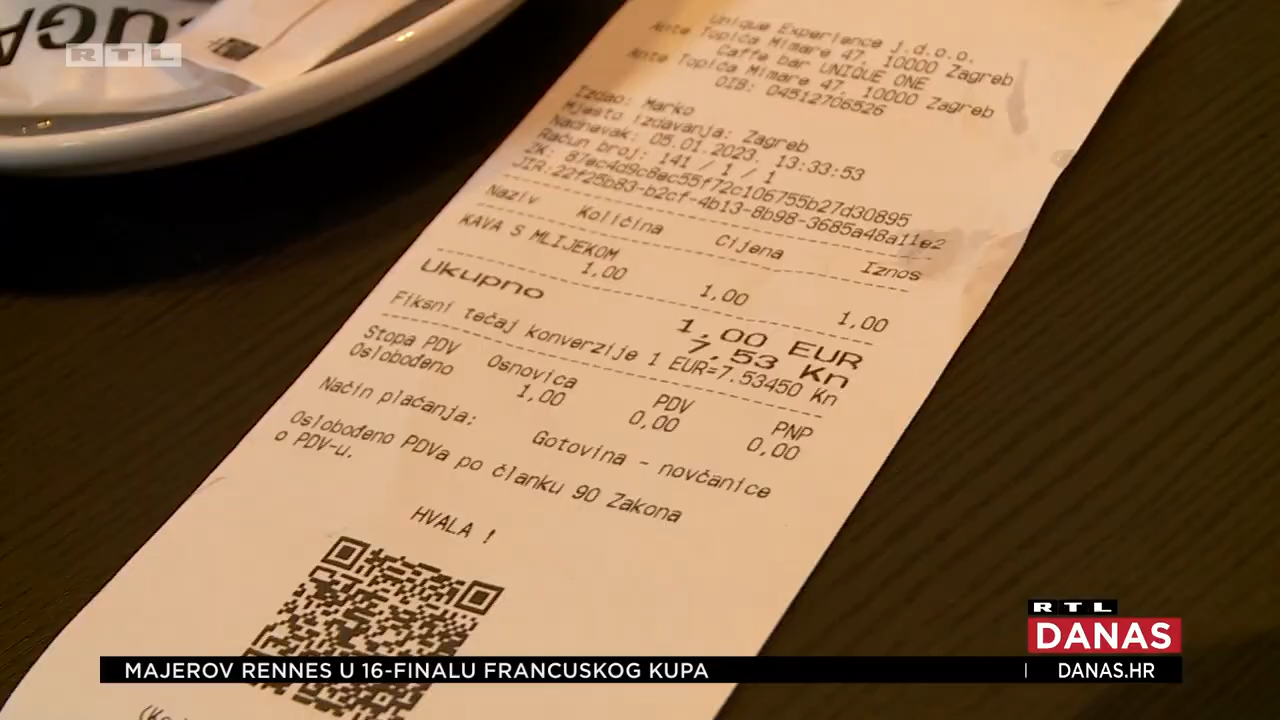 RTL
Unique Experience j.d.o.o.
Ante Topića Mimare 47, 10000 Zagreb
Caffe bar UNIQUE ONE
Ante Topića Mimare 47, 10000 Zagreb
OIB: 04512706526
Izdao: Marko
Mjesto izdavanja: Zagreb
Nadnevak: 05.01.2023. 13:33:53
Račun broj: 141 / 1 / 1
ZK: 87ec4d9c8ec55f72c106755b27d30895
JIR:22f25b83-b2cf-4b13-8b98-3685a48a11e2
Naziv Količina Cijena Iznos
KAVA S MLIJEKOM
1,00 1,00 1,00
Ukupno 1,00 EUR
7,53 Kn
Fiksni tečaj konverzije 1 EUR=7.53450 Kn
Stopa PDV Osnovica PDV PNP
Oslobođeno 1,00 0,00 0,00
Način plaćanja: Gotovina - novčanice
Oslobođeno PDVa po članku 90 Zakona
o PDV-u.
HVALA !
RTL
DANAS
MAJEROV RENNES U 16-FINALU FRANCUSKOG KUPA
DANAS.HR